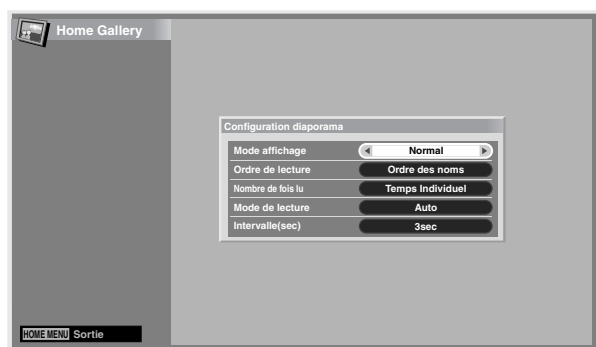 Home Gallery
Configuration diaporama
Mode affichage Normal
Ordre de lecture Ordre des noms
Nombre de fois lu Temps Individuel
Mode de lecture Auto
Intervalle(sec) 3sec
HOME MENU Sortie